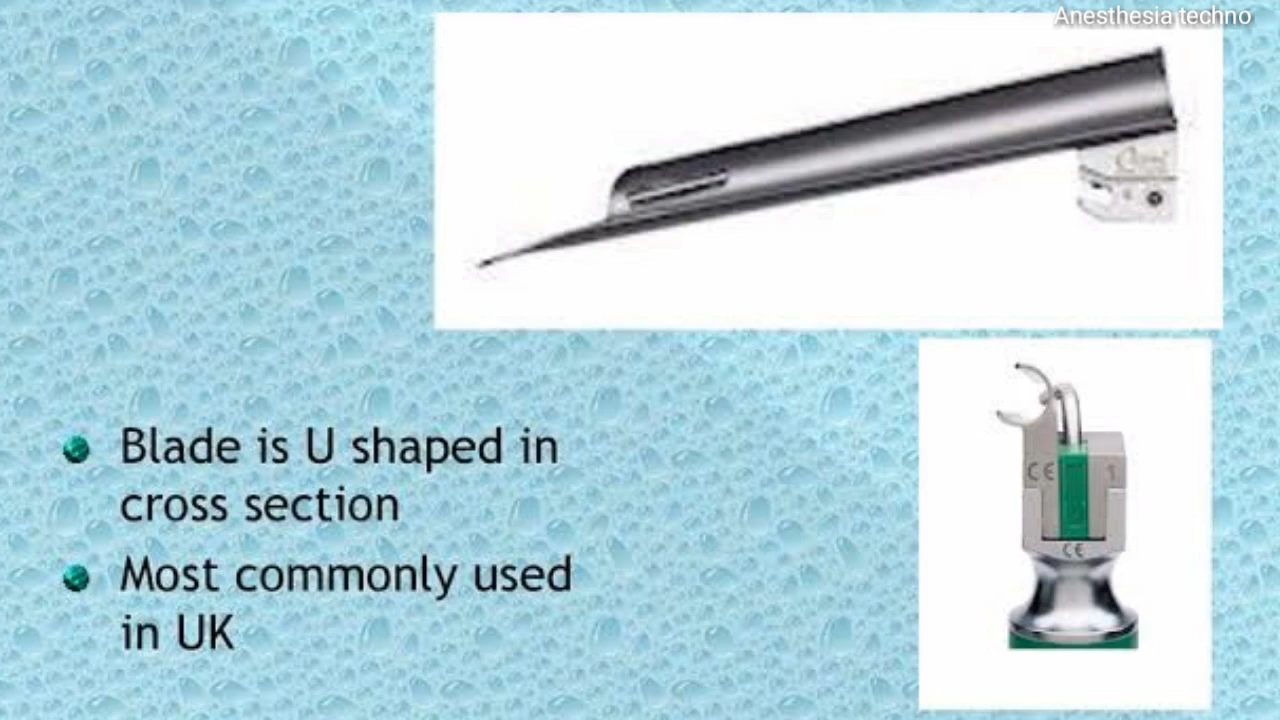 Anesthesia techno
Blade is U shaped in
cross section
Most commonly used
in UK
CE
1
CE